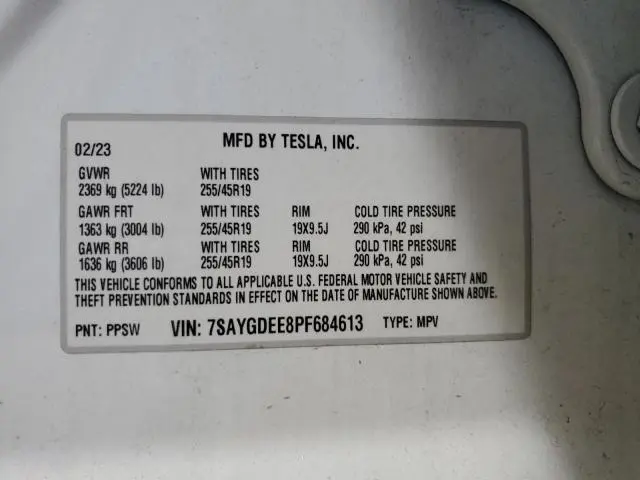 02/23 MFD BY TESLA, INC.
GVWR WITH TIRES
2369 kg (5224 lb) 255/45R19
GAWR FRT WITH TIRES RIM COLD TIRE PRESSURE
1363 kg (3004 lb) 255/45R19 19X9.5J 290 kPa, 42 psi
GAWR RR WITH TIRES RIM COLD TIRE PRESSURE
1636 kg (3606 lb) 255/45R19 19X9.5J 290 kPa, 42 psi
THIS VEHICLE CONFORMS TO ALL APPLICABLE U.S. FEDERAL MOTOR VEHICLE SAFETY AND
THEFT PREVENTION STANDARDS IN EFFECT ON THE DATE OF MANUFACTURE SHOWN ABOVE.
PNT: PPSW VIN: 7SAYGDEE8PF684613 TYPE: MPV